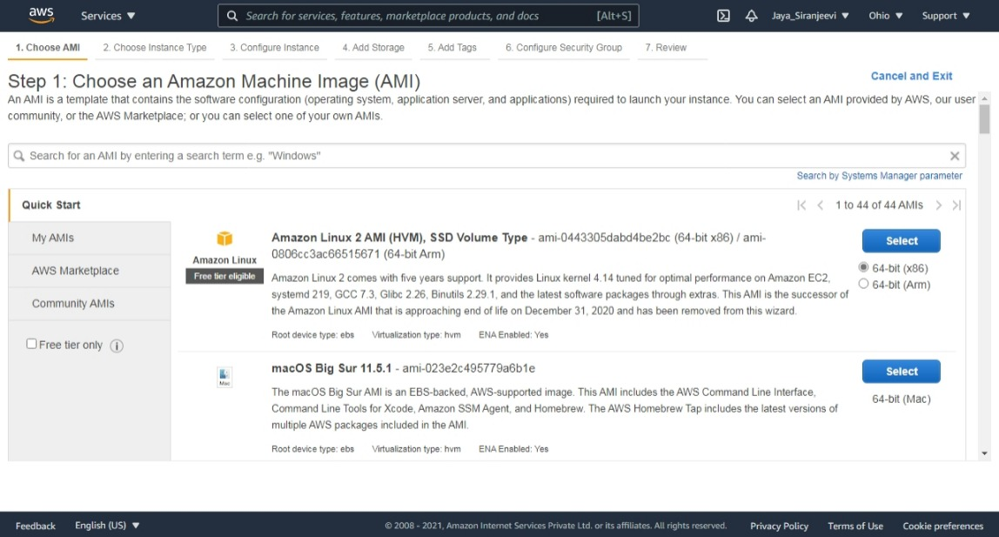 aws
Services
Search for services, features, marketplace products, and docs
[Alt+S]
Jaya_Siranjeevi
Ohio
Support
1. Choose AMI
2. Choose Instance Type
3. Configure Instance
4. Add Storage
5. Add Tags
6. Configure Security Group
7. Review
Step 1: Choose an Amazon Machine Image (AMI)
Cancel and Exit
An AMI is a template that contains the software configuration (operating system, application server, and applications) required to launch your instance. You can select an AMI provided by AWS, our user
community, or the AWS Marketplace; or you can select one of your own AMIs.
Search for an AMI by entering a search term e.g. "Windows"
Search by Systems Manager parameter
Quick Start
1 to 44 of 44 AMIs
My AMIs
AWS Marketplace
Community AMIs
Free tier only
Amazon Linux
Free tier eligible
Amazon Linux 2 AMI (HVM), SSD Volume Type - ami-0443305dabd4be2bc (64-bit x86) / ami-
0806cc3ac66515671 (64-bit Arm)
Amazon Linux 2 comes with five years support. It provides Linux kernel 4.14 tuned for optimal performance on Amazon EC2,
systemd 219, GCC 7.3, Glibc 2.26, Binutils 2.29.1, and the latest software packages through extras. This AMI is the successor of
the Amazon Linux AMI that is approaching end of life on December 31, 2020 and has been removed from this wizard.
Root device type: ebs
Virtualization type: hvm
ENA Enabled: Yes
Select
64-bit (x86)
64-bit (Arm)
Mac
macOS Big Sur 11.5.1 - ami-023e2c495779a6b1e
The macOS Big Sur AMI is an EBS-backed, AWS-supported image. This AMI includes the AWS Command Line Interface,
Command Line Tools for Xcode, Amazon SSM Agent, and Homebrew. The AWS Homebrew Tap includes the latest versions of
multiple AWS packages included in the AMI.
Root device type: ebs
Virtualization type: hvm
ENA Enabled: Yes
Select
64-bit (Mac)
Feedback
English (US)
© 2008 - 2021, Amazon Internet Services Private Ltd. or its affiliates. All rights reserved.
Privacy Policy
Terms of Use
Cookie preferences